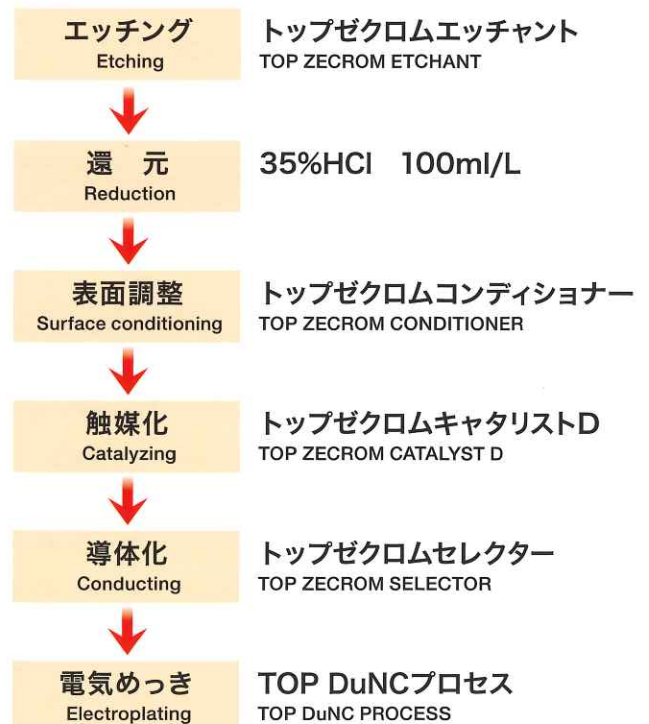 エッチング
Etching
トップゼクロムエッチャント
TOP ZECROM ETCHANT
還　元
Reduction
35%HCl　100ml/L
表面調整
Surface conditioning
トップゼクロムコンディショナー
TOP ZECROM CONDITIONER
触媒化
Catalyzing
トップゼクロムキャタリストD
TOP ZECROM CATALYST D
導体化
Conducting
トップゼクロムセレクター
TOP ZECROM SELECTOR
電気めっき
Electroplating
TOP DuNCプロセス
TOP DuNC PROCESS